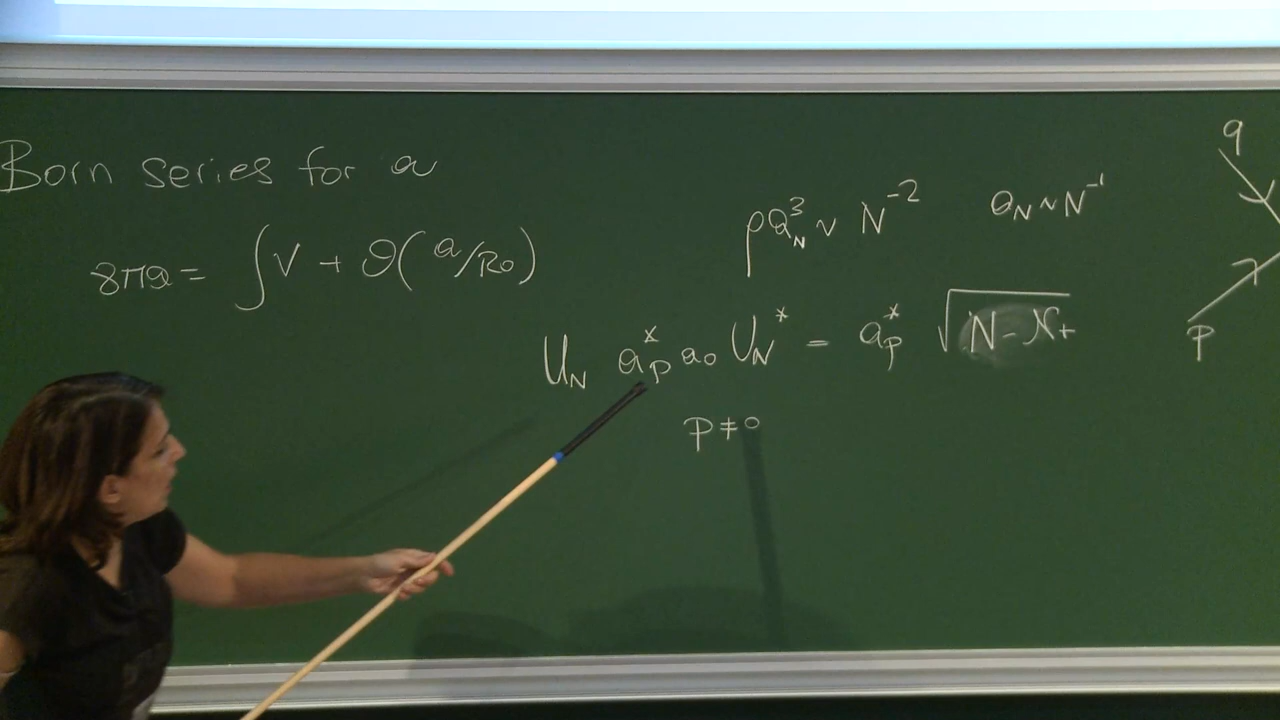 Born series for a
8πa = ∫V + O(a/R₀)
ρa_N³ ~ N⁻² a_N ~ N⁻¹
U_N a_p* a₀ U_N* = a_p* √(N - N₊)
p ≠ 0
q
p